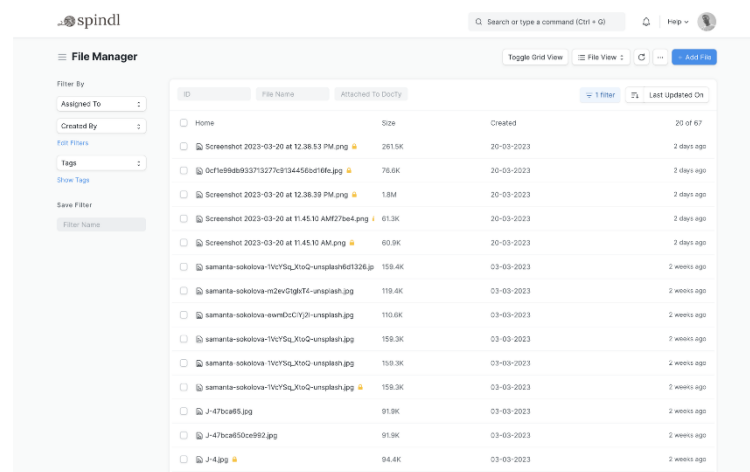 spindl
Search or type a command (Ctrl + G)
Help
File Manager
Toggle Grid View
File View
Add File
Filter By
Assigned To
Created By
Edit Filters
Tags
Show Tags
Save Filter
Filter Name
ID
File Name
Attached To DocTy
1 filter
Last Updated On
Home Size Created 20 of 67
Screenshot 2023-03-20 at 12.38.53 PM.png 261.5K 20-03-2023 2 days ago
0cf1e99db933713277c9134456bd16fe.jpg 76.6K 20-03-2023 2 days ago
Screenshot 2023-03-20 at 12.38.39 PM.png 1.8M 20-03-2023 2 days ago
Screenshot 2023-03-20 at 11.45.10 AMf27be4.png 61.3K 20-03-2023 2 days ago
Screenshot 2023-03-20 at 11.45.10 AM.png 60.9K 20-03-2023 2 days ago
samanta-sokolova-1VcYSq_XtoQ-unsplash6d1326.jp 159.4K 03-03-2023 2 weeks ago
119.4K 03-03-2023 2 weeks ago
110.6K 03-03-2023 2 weeks ago
samanta-sokolova-1VcYSq_XtoQ-unsplash.jpg 159.3K 03-03-2023 2 weeks ago
samanta-sokolova-1VcYSq_XtoQ-unsplash.jpg 159.3K 03-03-2023 2 weeks ago
samanta-sokolova-1VcYSq_XtoQ-unsplash.jpg 159.3K 03-03-2023 2 weeks ago
J-47bca65.jpg 91.9K 03-03-2023 2 weeks ago
J-47bca650ce992.jpg 91.9K 03-03-2023 2 weeks ago
J-4.jpg 94.4K 03-03-2023 2 weeks ago